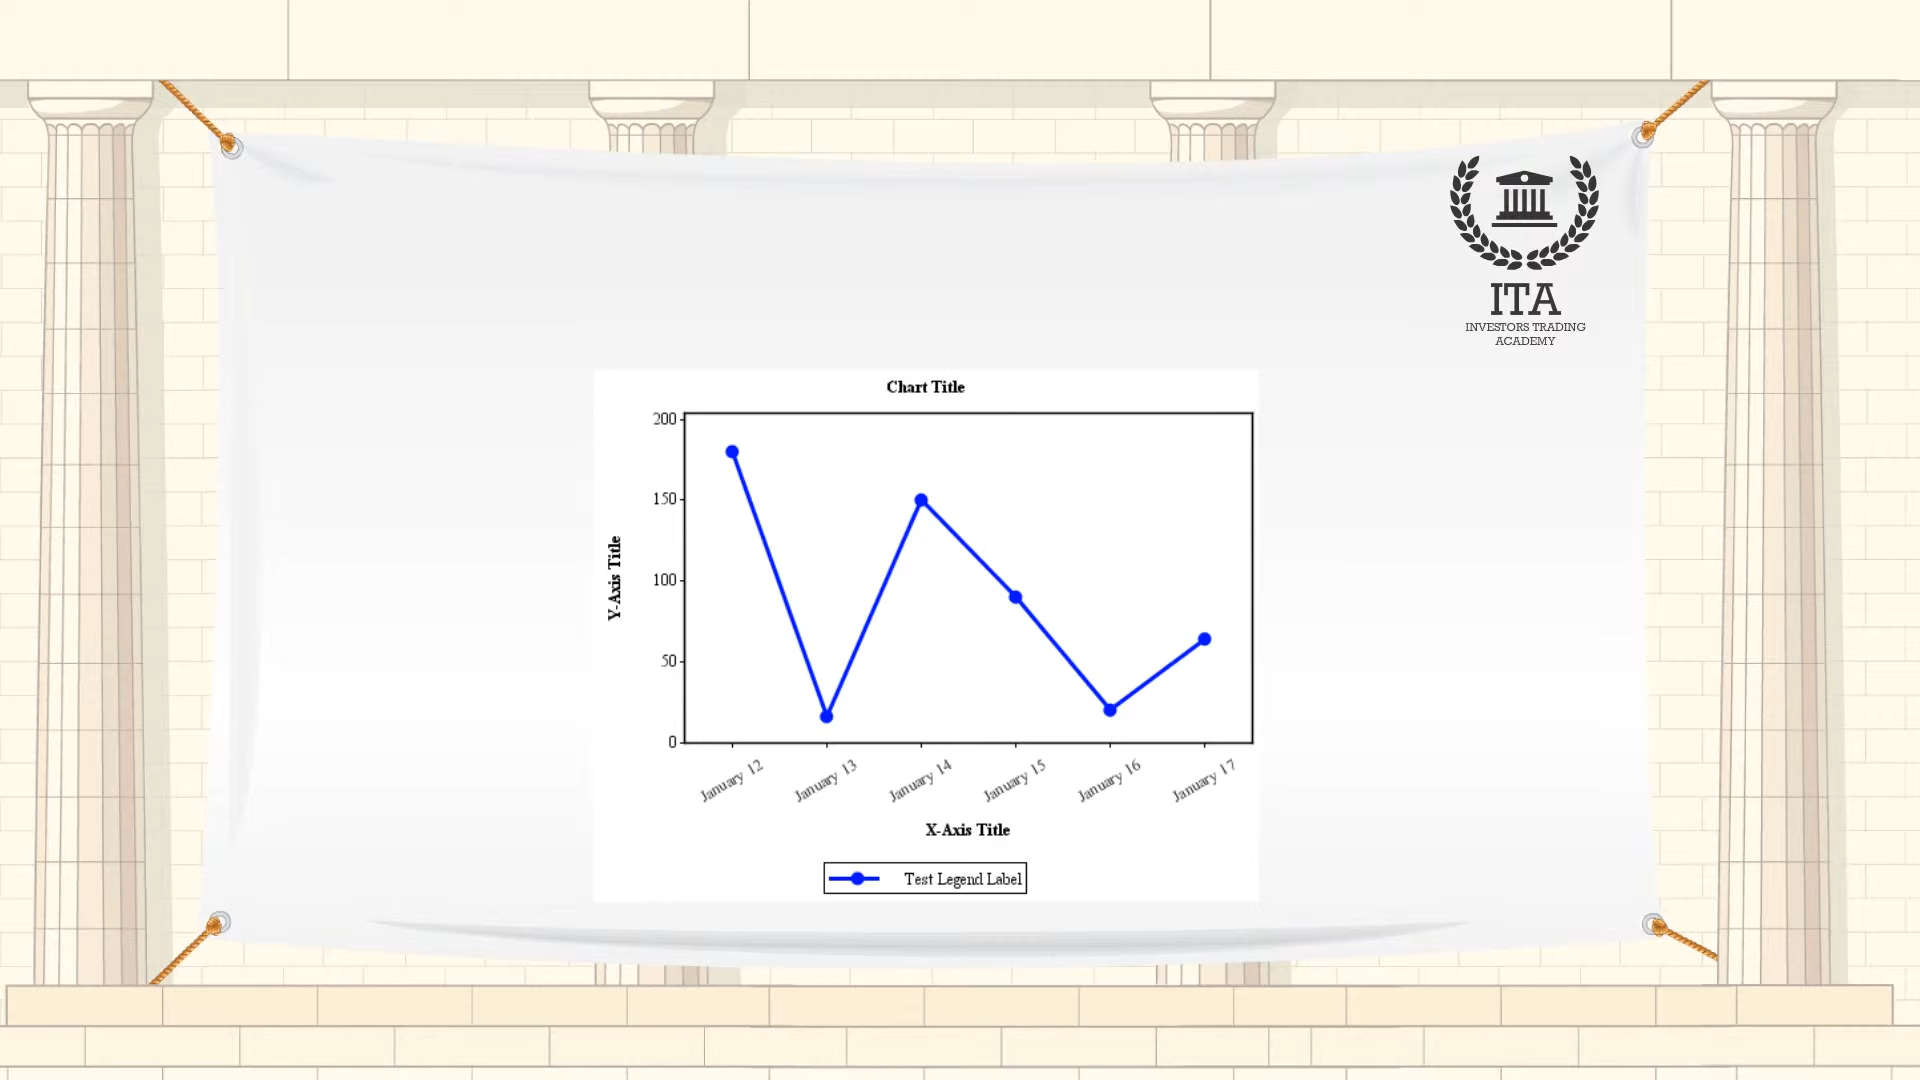 ITA
INVESTORS TRADING
ACADEMY
Chart Title
200
150
100
50
0
Y-Axis Title
January 12
January 13
January 14
January 15
January 16
January 17
X-Axis Title
Test Legend Label